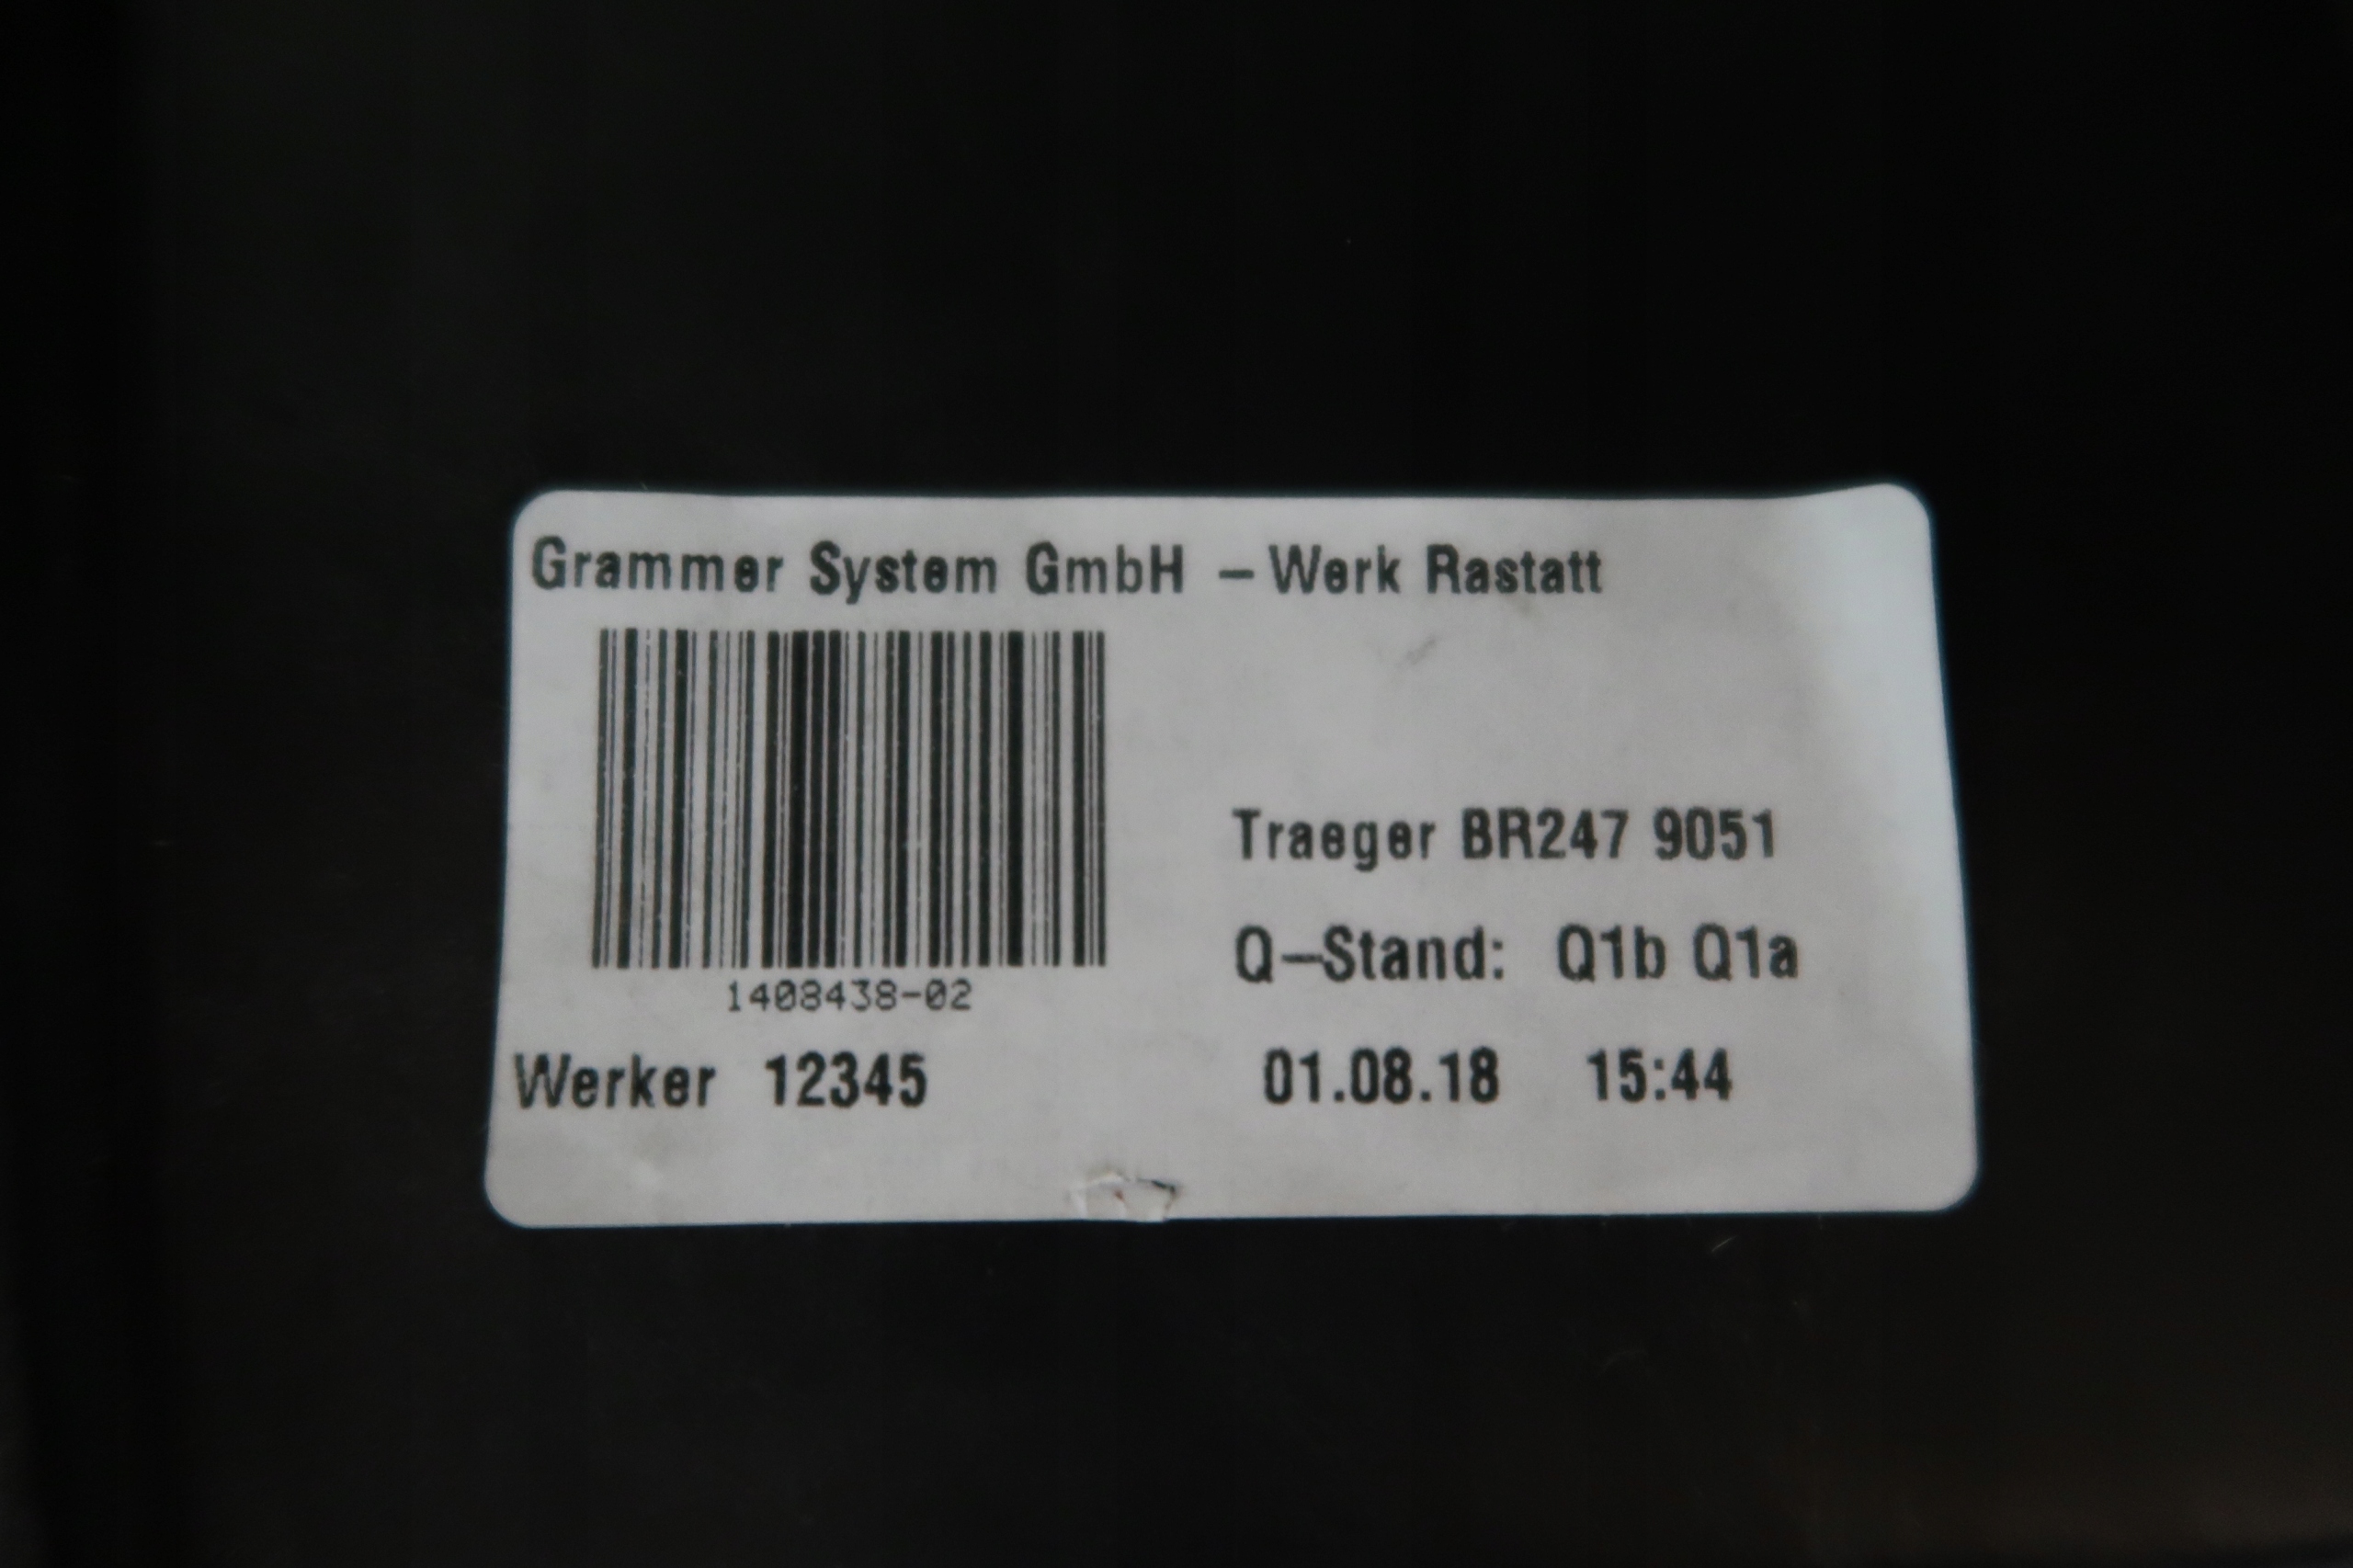 Grammer System GmbH – Werk Rastatt
1408438-02
Traeger BR247 9051
Q–Stand: Q1b Q1a
Werker 12345
01.08.18 15:44